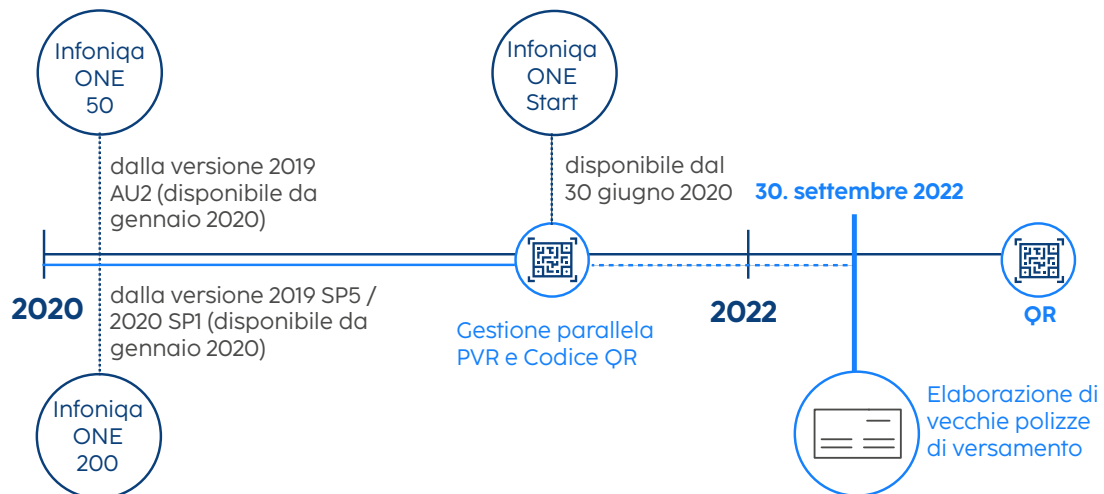 Infoniqa
ONE
50
Infoniqa
ONE
Start
dalla versione 2019
AU2 (disponibile da
gennaio 2020)
disponibile dal
30 giugno 2020
30. settembre 2022
2020
dalla versione 2019 SP5 /
2020 SP1 (disponibile da
gennaio 2020)
Gestione parallela
PVR e Codice QR
2022
QR
Infoniqa
ONE
200
Elaborazione di
vecchie polizze
di versamento